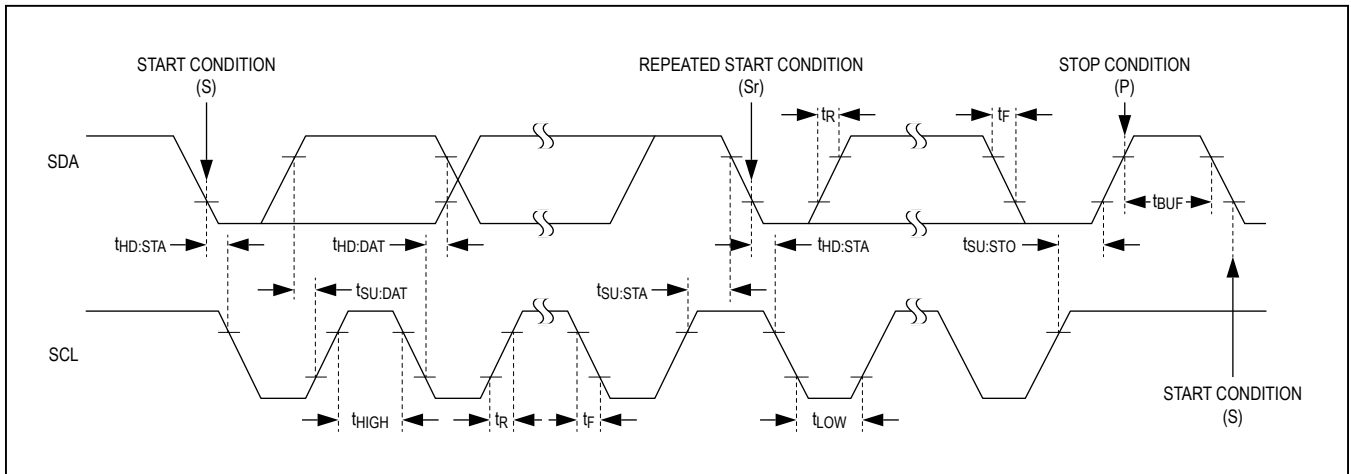 START CONDITION
(S)
REPEATED START CONDITION
(Sr)
STOP CONDITION
(P)
tR
tF
SDA
tBUF
tHD:STA
tHD:DAT
tHD:STA
tSU:STO
tSU:DAT
tSU:STA
SCL
tHIGH
tR
tF
tLOW
START CONDITION
(S)